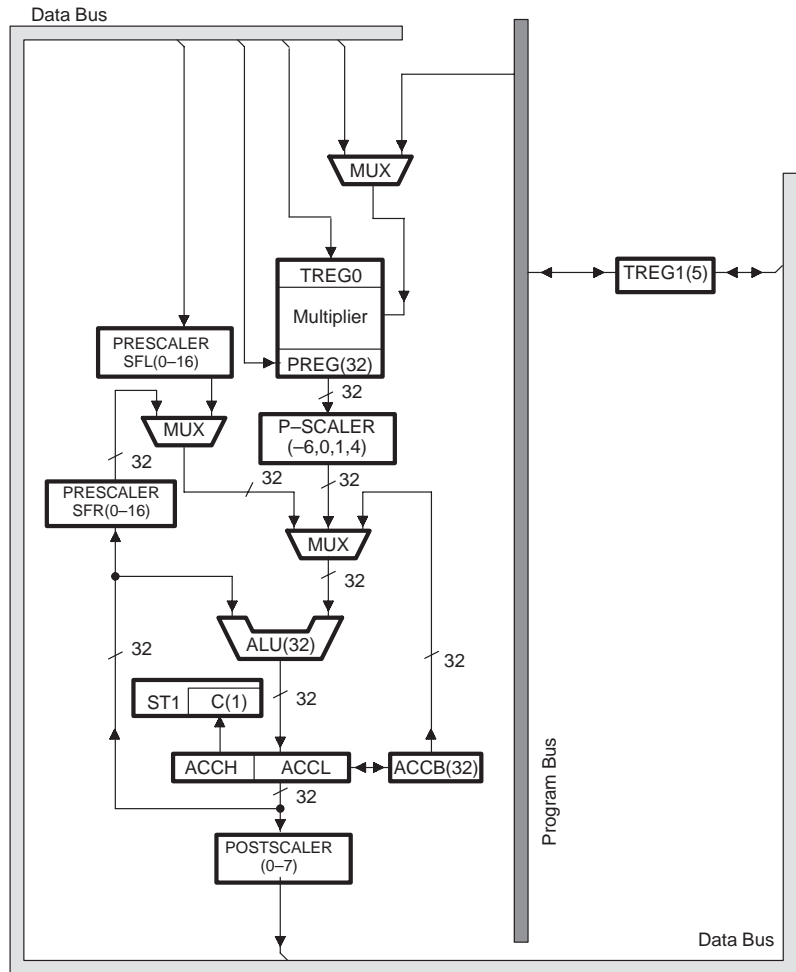 Data Bus
MUX
TREG0
TREG1(5)
Multiplier
PRESCALER
SFL(0–16)
PREG(32)
32
P–SCALER
(–6,0,1,4)
MUX
32
32
32
PRESCALER
SFR(0–16)
MUX
32
ALU(32)
32
32
ST1 C(1)
32
ACCH ACCL
ACCB(32)
32
POSTSCALER
(0–7)
Program Bus
Data Bus